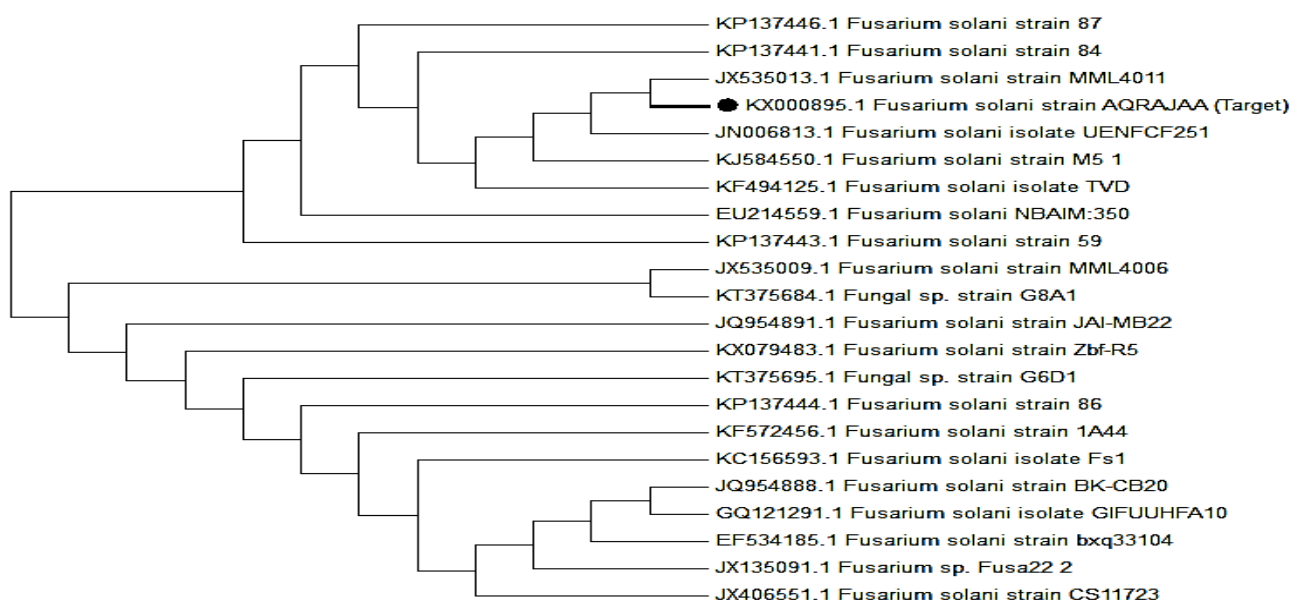 KP137446.1 Fusarium solani strain 87
KP137441.1 Fusarium solani strain 84
JX535013.1 Fusarium solani strain MML4011
KX000895.1 Fusarium solani strain AQRAJAA (Target)
JN006813.1 Fusarium solani isolate UENFCF251
KJ584550.1 Fusarium solani strain M5 1
KF494125.1 Fusarium solani isolate TVD
EU214559.1 Fusarium solani NBAIM:350
KP137443.1 Fusarium solani strain 59
JX535009.1 Fusarium solani strain MML4006
KT375684.1 Fungal sp. strain G8A1
JQ954891.1 Fusarium solani strain JAI-MB22
KX079483.1 Fusarium solani strain Zbf-R5
KT375695.1 Fungal sp. strain G6D1
KP137444.1 Fusarium solani strain 86
KF572456.1 Fusarium solani strain 1A44
KC156593.1 Fusarium solani isolate Fs1
JQ954888.1 Fusarium solani strain BK-CB20
GQ121291.1 Fusarium solani isolate GIFUUHFA10
EF534185.1 Fusarium solani strain bxq33104
JX135091.1 Fusarium sp. Fusa22 2
JX406551.1 Fusarium solani strain CS11723